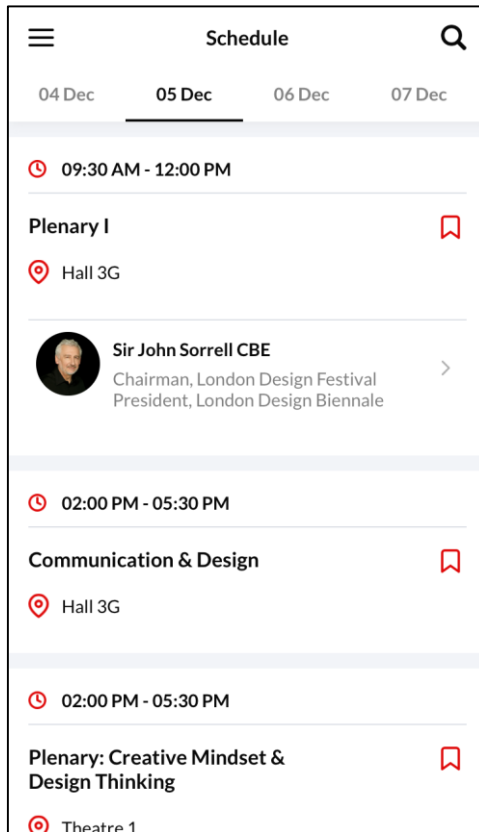 Schedule
04 Dec 05 Dec 06 Dec 07 Dec
09:30 AM - 12:00 PM
Plenary I
Hall 3G
Sir John Sorrell CBE
Chairman, London Design Festival
President, London Design Biennale
02:00 PM - 05:30 PM
Communication & Design
Hall 3G
02:00 PM - 05:30 PM
Plenary: Creative Mindset &
Design Thinking
Theatre 1